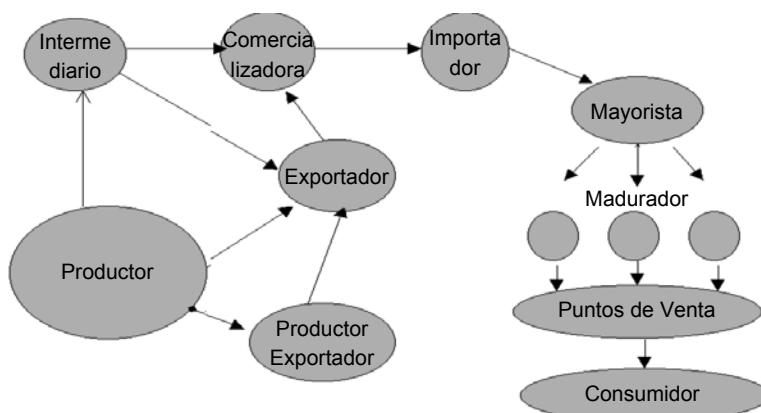 Interme
diario
Comercia
lizadora
Importa
dor
Mayorista
Exportador
Madurador
Productor
Puntos de Venta
Productor
Exportador
Consumidor